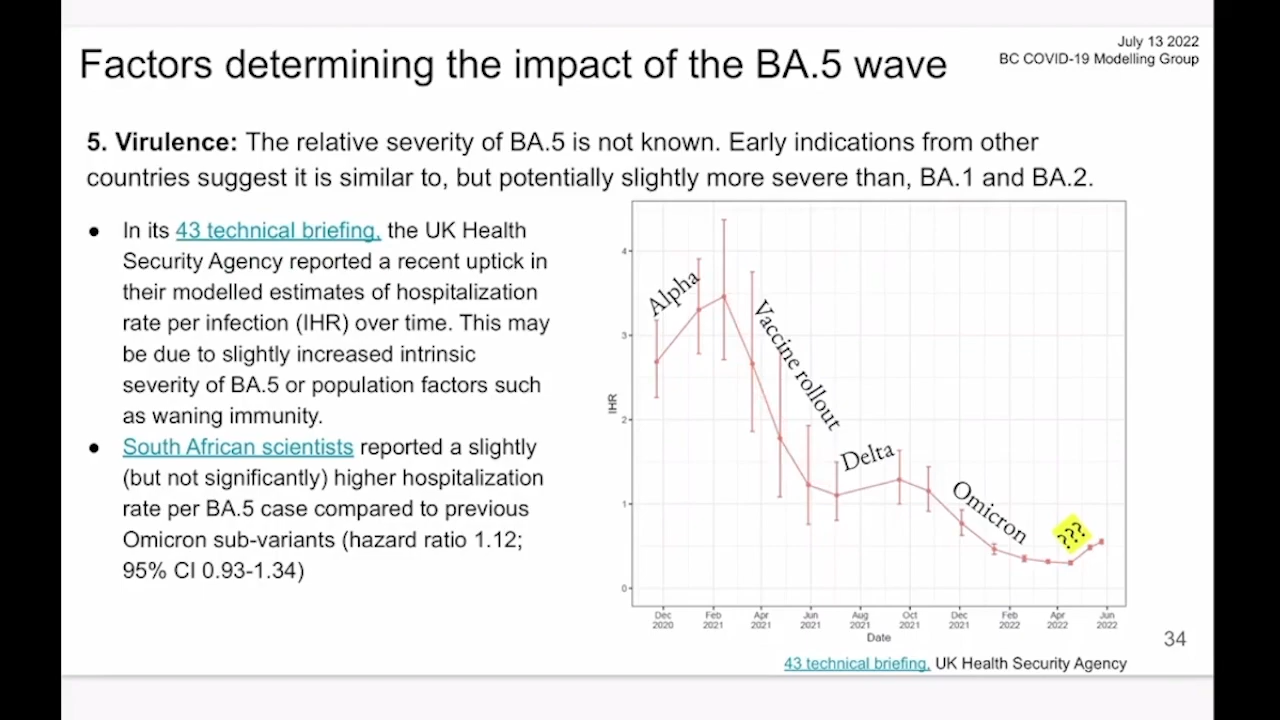 July 13 2022
BC COVID-19 Modelling Group
Factors determining the impact of the BA.5 wave
5. Virulence: The relative severity of BA.5 is not known. Early indications from other
countries suggest it is similar to, but potentially slightly more severe than, BA.1 and BA.2.
● In its 43 technical briefing, the UK Health
Security Agency reported a recent uptick in
their modelled estimates of hospitalization
rate per infection (IHR) over time. This may
be due to slightly increased intrinsic
severity of BA.5 or population factors such
as waning immunity.
● South African scientists reported a slightly
(but not significantly) higher hospitalization
rate per BA.5 case compared to previous
Omicron sub-variants (hazard ratio 1.12;
95% CI 0.93-1.34)
4
3
2
1
0
IHR
Alpha
Vaccine rollout
Delta
Omicron
???
Dec Feb Apr Jun Aug Oct Dec Feb Apr Jun
2020 2021 2021 2021 2021 2021 2021 2022 2022 2022
Date
34
43 technical briefing, UK Health Security Agency